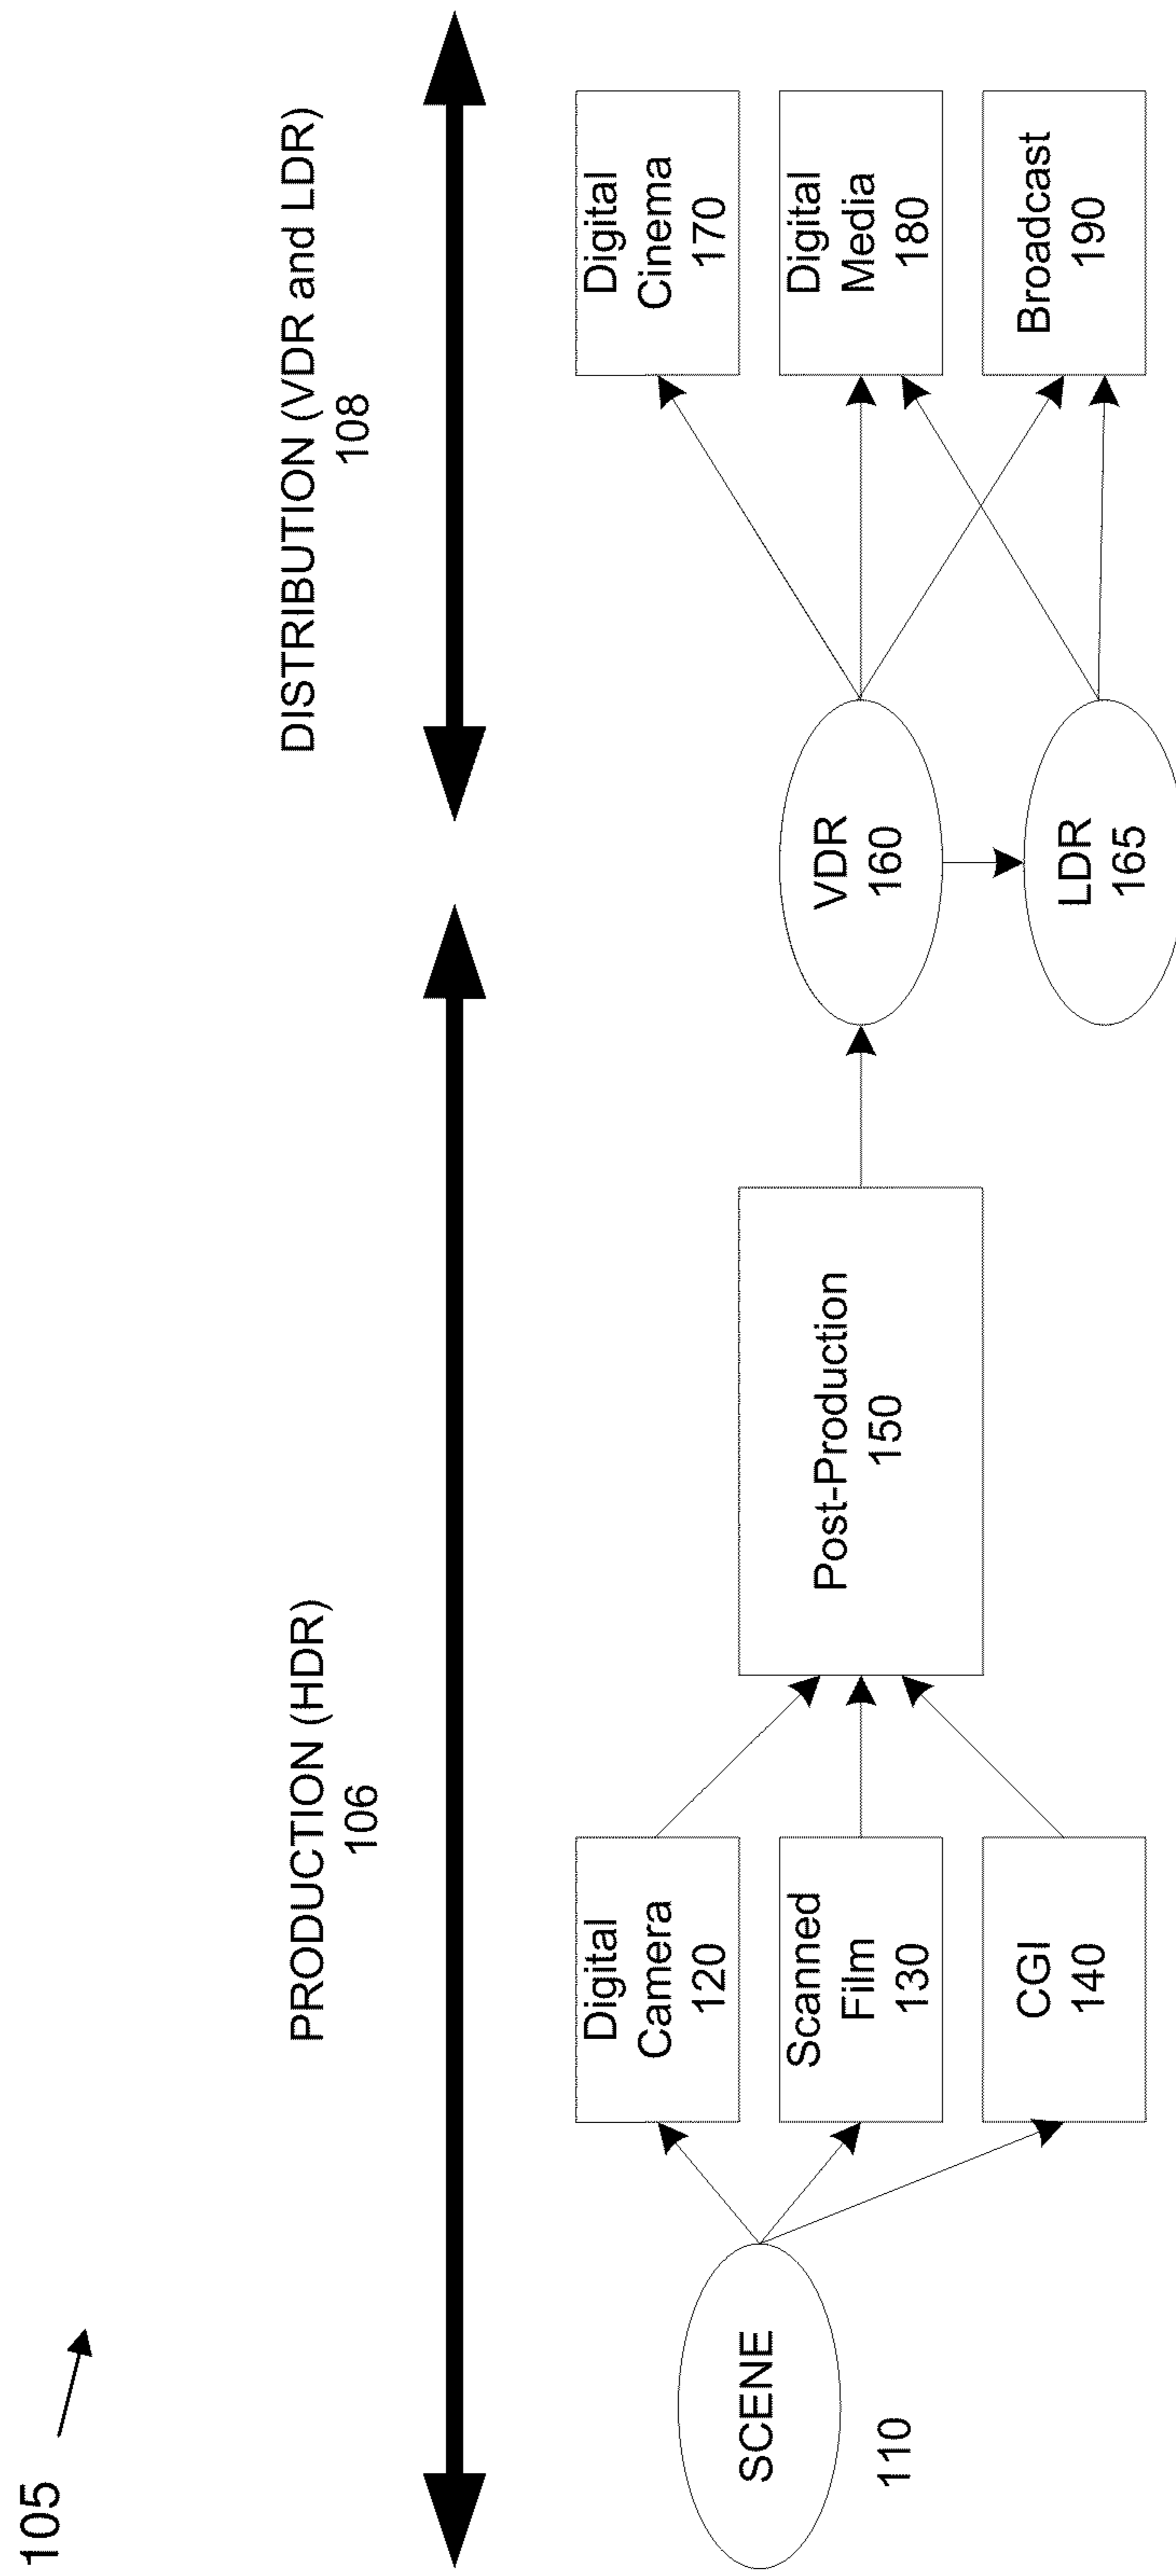 105
PRODUCTION (HDR)
106
DISTRIBUTION (VDR and LDR)
108
SCENE
110
Digital
Camera
120
Scanned
Film
130
CGI
140
Post-Production
150
VDR
160
LDR
165
Digital
Cinema
170
Digital
Media
180
Broadcast
190